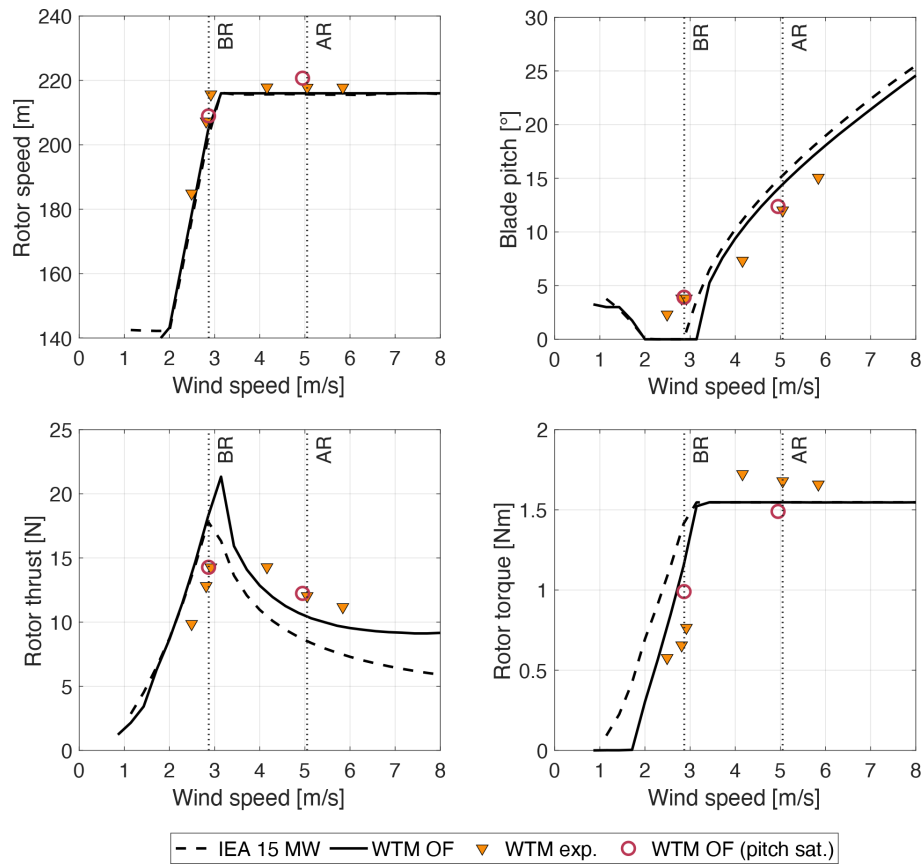 240
220
200
180
160
140
0 1 2 3 4 5 6 7 8
Rotor speed [m]
Wind speed [m/s]
BR
AR
30
25
20
15
10
5
0
0 1 2 3 4 5 6 7 8
Blade pitch [°]
Wind speed [m/s]
BR
AR
25
20
15
10
5
0
0 1 2 3 4 5 6 7 8
Rotor thrust [N]
Wind speed [m/s]
BR
AR
2
1.5
1
0.5
0
0 1 2 3 4 5 6 7 8
Rotor torque [Nm]
Wind speed [m/s]
BR
AR
IEA 15 MW WTM OF WTM exp. WTM OF (pitch sat.)